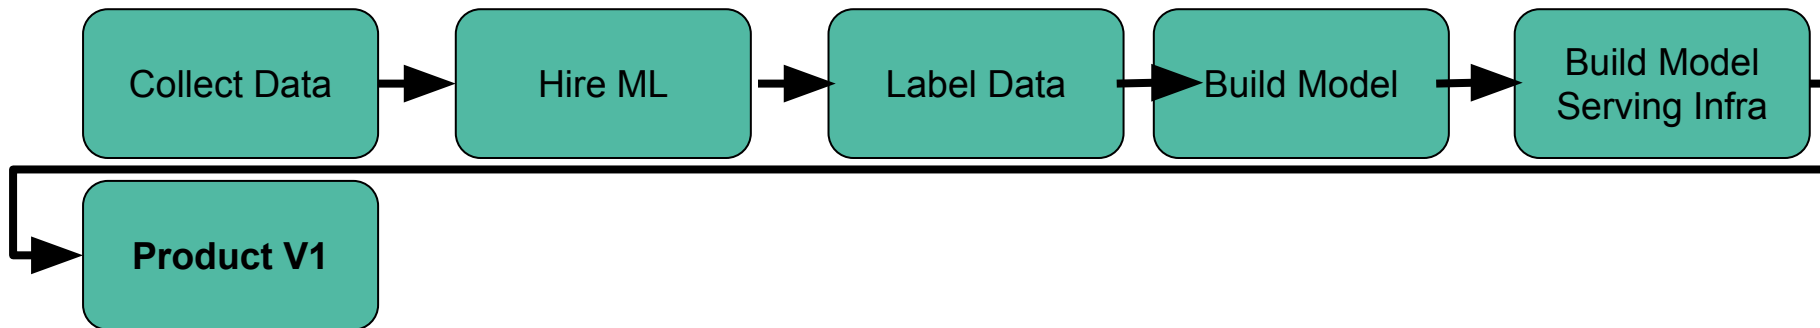 Collect Data
Hire ML
Label Data
Build Model
Build Model
Serving Infra
Product V1